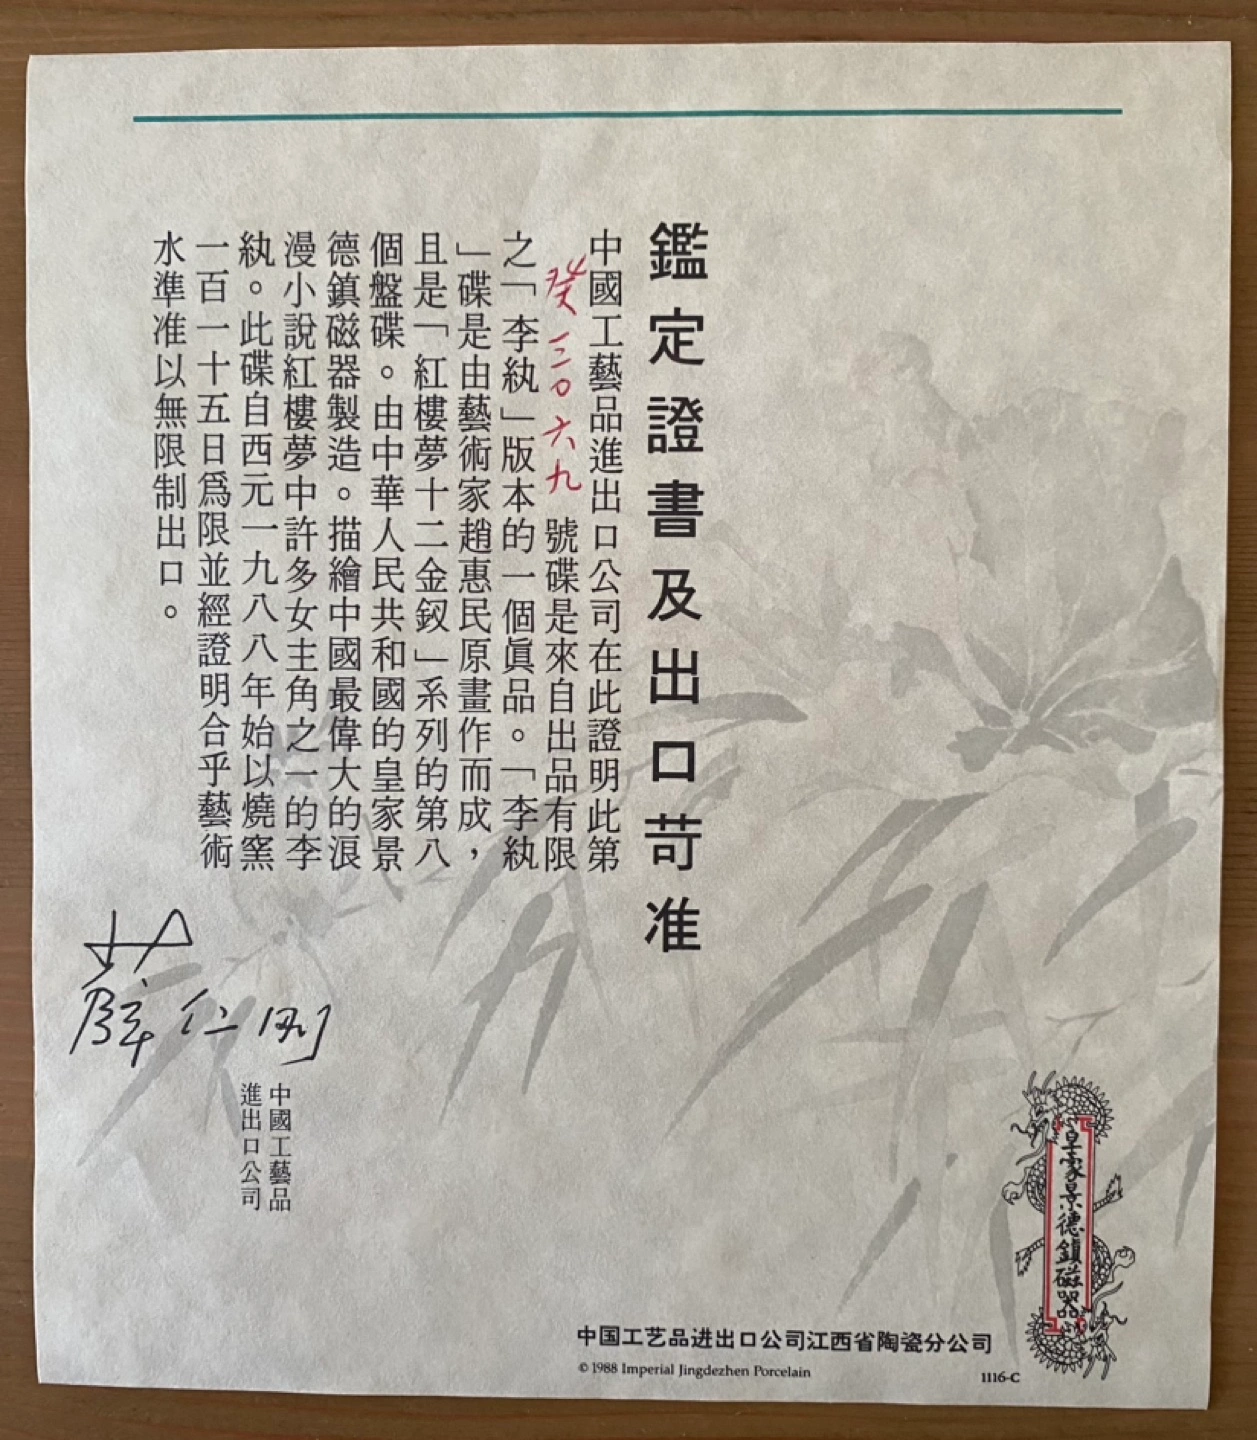 鑑定證書及出口苛准
中國工藝品進出口公司在此證明此第
癸三〇六九 號碟是來自出品有限
之「李紈」版本的一個眞品。「李紈
」碟是由藝術家趙惠民原畫作而成，
且是「紅樓夢十二金釵」系列的第八
個盤碟。由中華人民共和國的皇家景
德鎮磁器製造。描繪中國最偉大的浪
漫小說紅樓夢中許多女主角之一的李
紈。此碟自西元一九八八年始以燒窯
一百一十五日爲限並經證明合乎藝術
水準准以無限制出口。
薛仁刚
中國工藝品
進出口公司
皇家景德鎮磁器
中国工艺品进出口公司江西省陶瓷分公司
© 1988 Imperial Jingdezhen Porcelain
1116-C